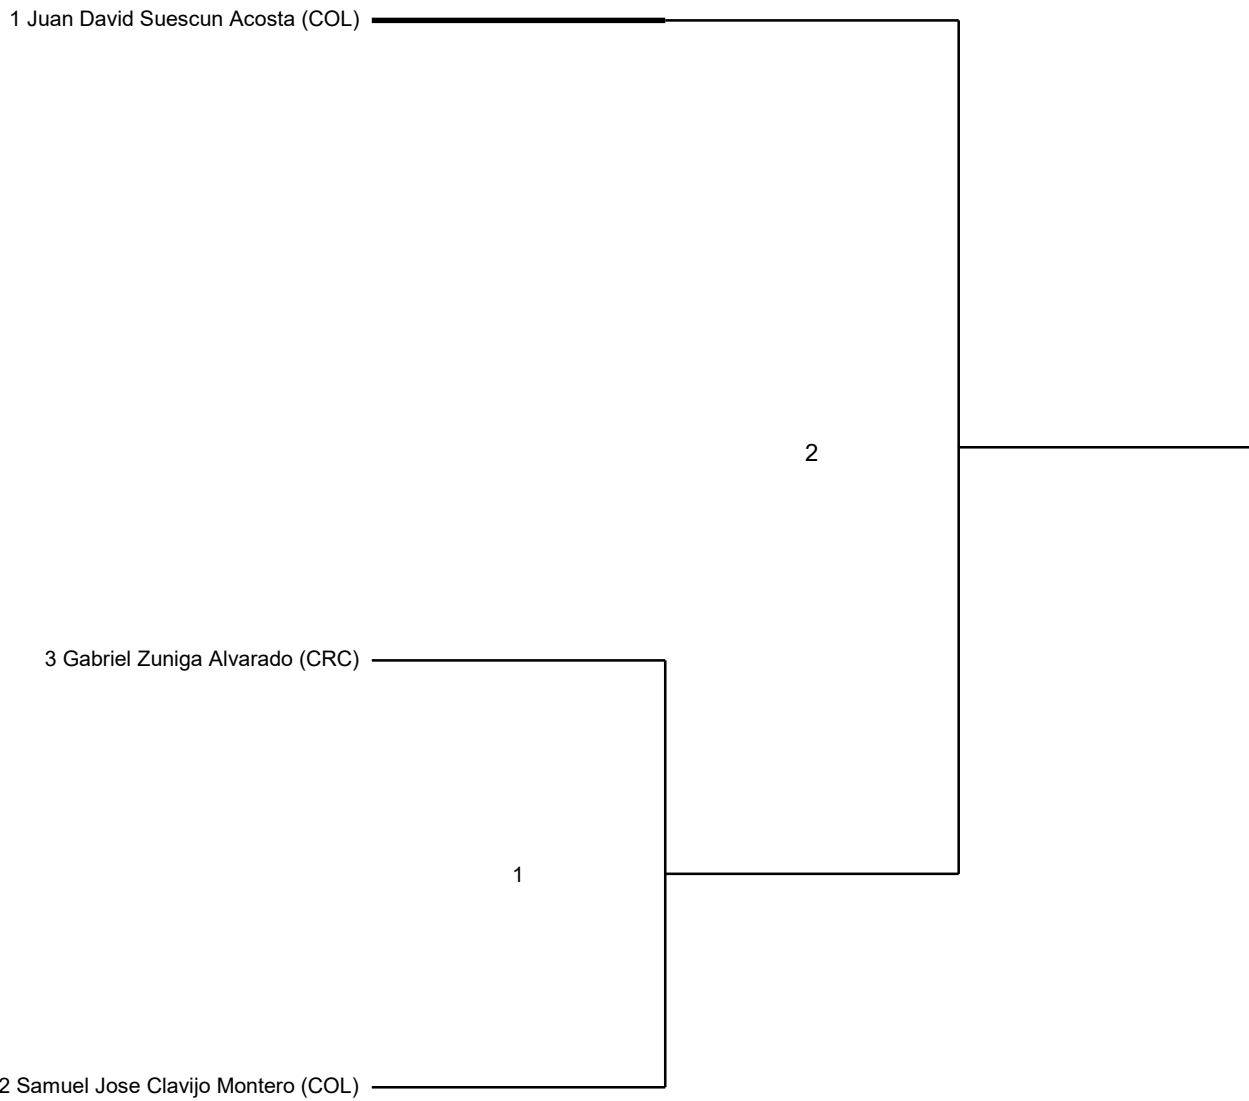 1 Juan David Suescun Acosta (COL)
2
3 Gabriel Zuniga Alvarado (CRC)
1
2 Samuel Jose Clavijo Montero (COL)